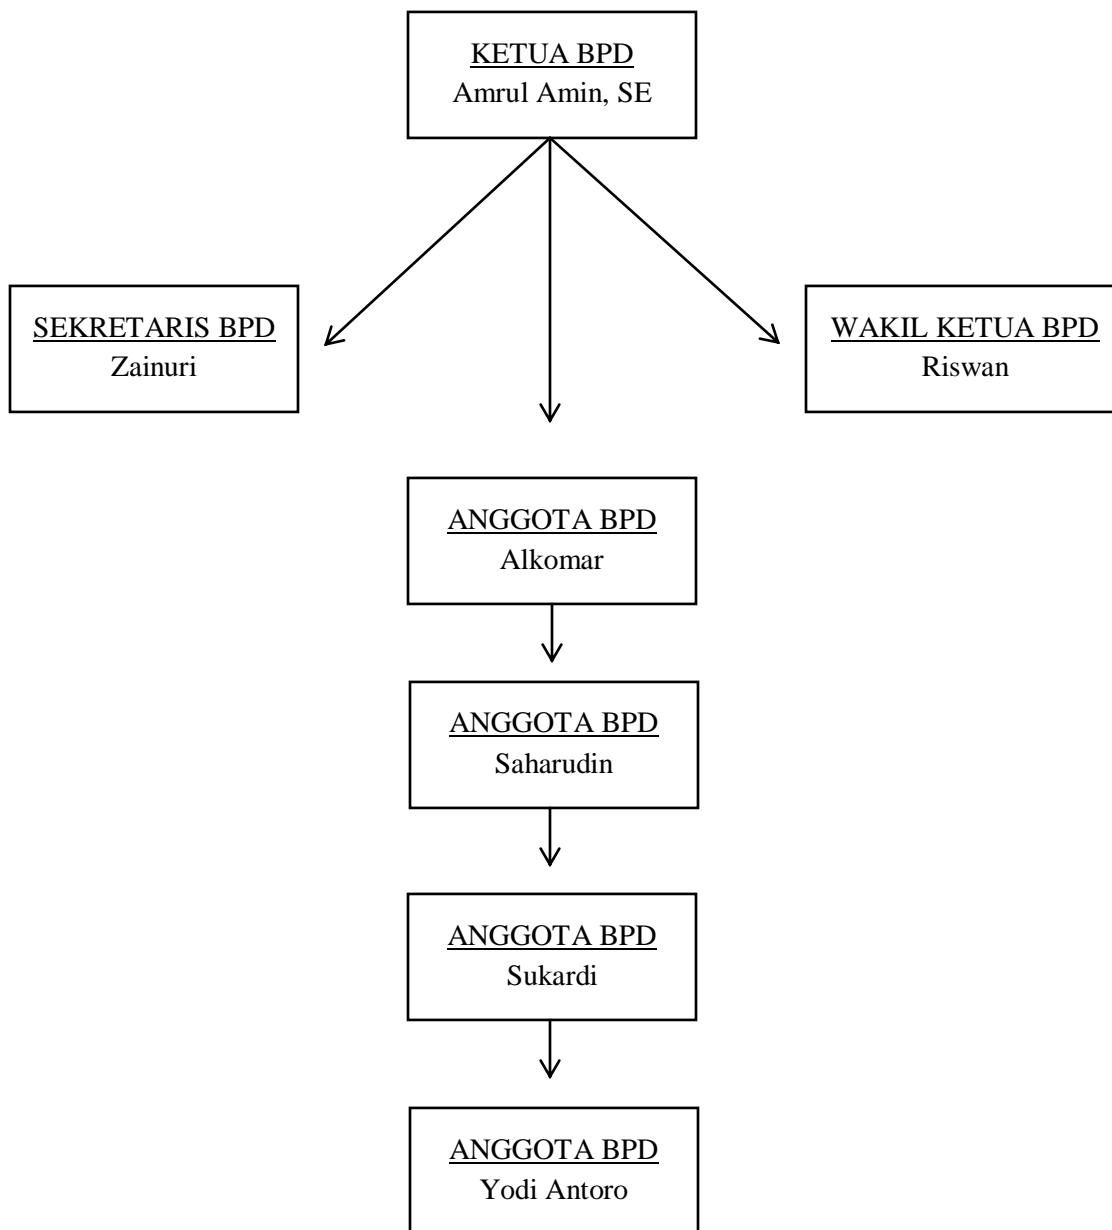 KETUA BPD
Amrul Amin, SE
SEKRETARIS BPD
Zainuri
WAKIL KETUA BPD
Riswan
ANGGOTA BPD
Alkomar
ANGGOTA BPD
Saharudin
ANGGOTA BPD
Sukardi
ANGGOTA BPD
Yodi Antoro